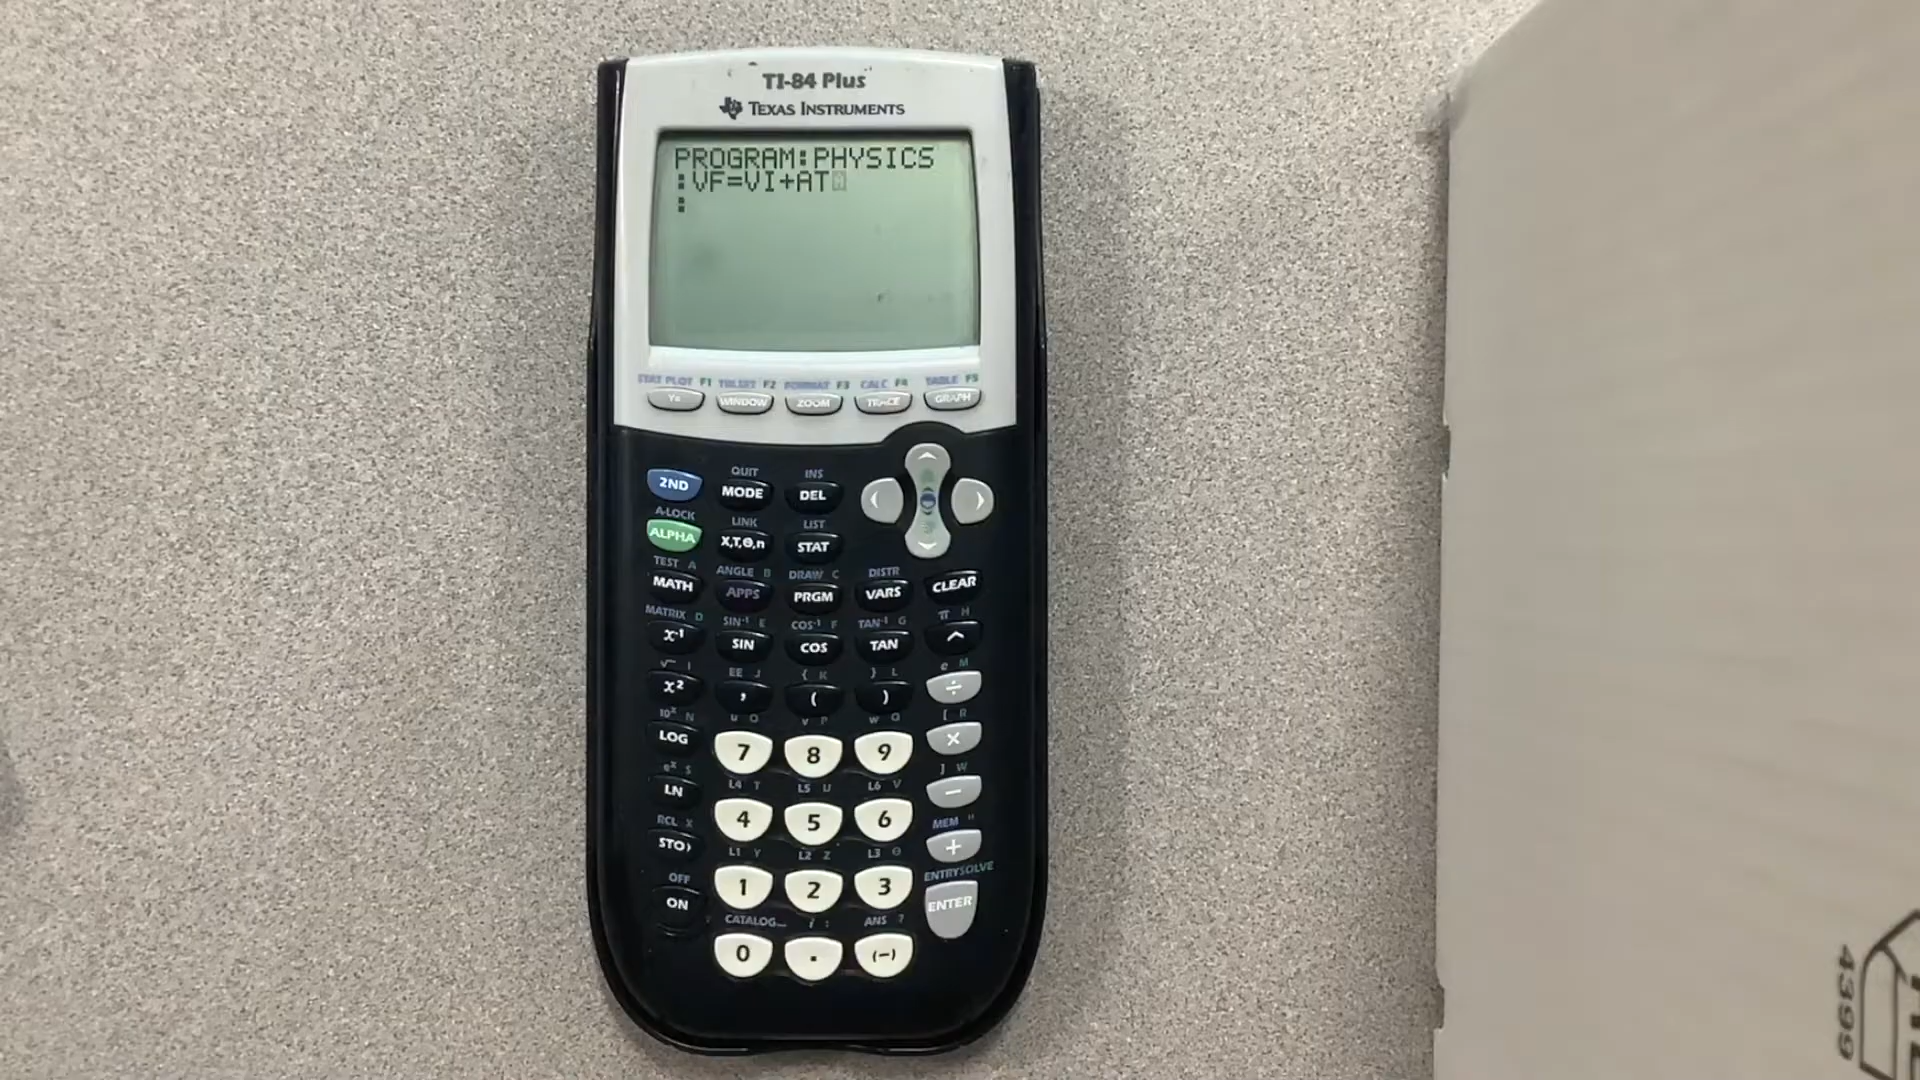 TI-84 Plus
TEXAS INSTRUMENTS
PROGRAM:PHYSICS
:VF=VI+AT
:
STAT PLOT F1 TBLSET F2 FORMAT F3 CALC F4 TABLE F5
Y= WINDOW ZOOM TRACE GRAPH
QUIT INS
2ND MODE DEL
A-LOCK LINK LIST
ALPHA X,T,Θ,n STAT
TEST A ANGLE B DRAW C DISTR
MATH APPS PRGM VARS CLEAR
MATRIX D SIN⁻¹ E COS⁻¹ F TAN⁻¹ G π H
x⁻¹ SIN COS TAN ^
√ I EE J { K } L e M
x² , ( ) ÷
10ˣ N u O v P w Q [ R
LOG 7 8 9 ×
eˣ S L4 T L5 U L6 V ] W
LN 4 5 6 −
RCL X L1 Y L2 Z L3 θ MEM "
STO› 1 2 3 +
OFF CATALOG i : ANS ? ENTRY SOLVE
ON 0 . (−) ENTER
4399